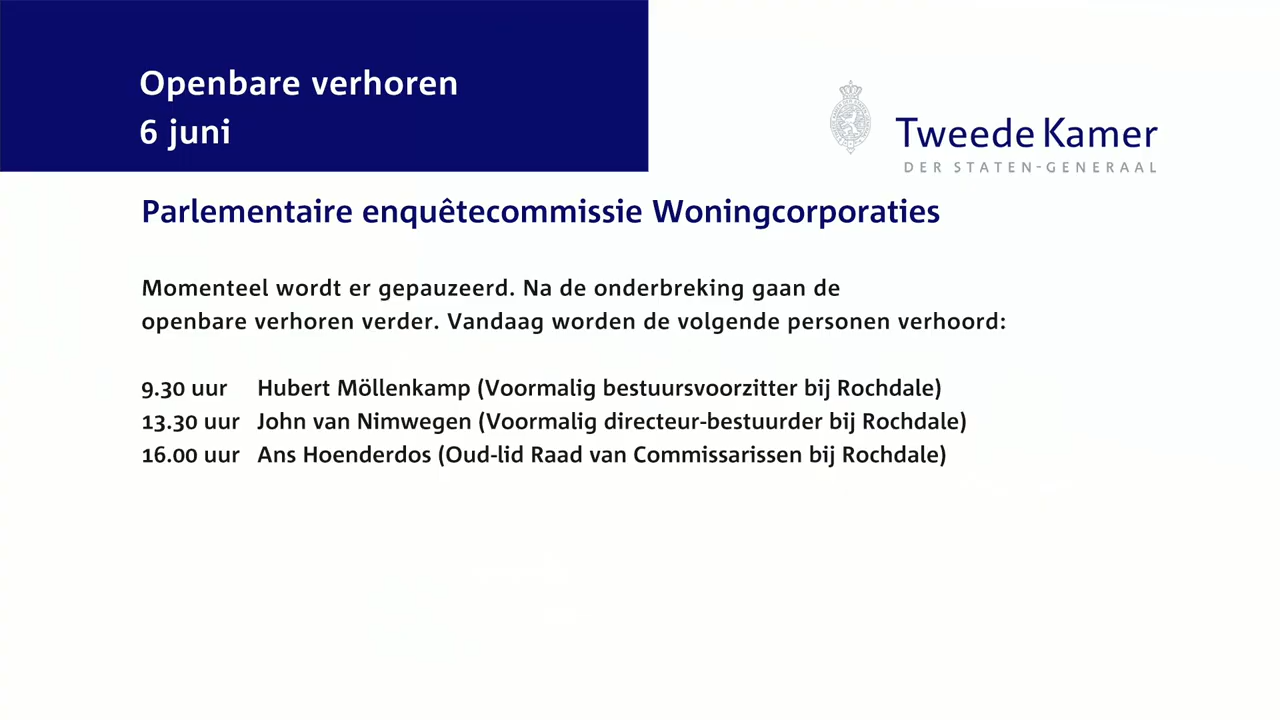 Openbare verhoren
6 juni
Tweede Kamer
DER STATEN-GENERAAL
Parlementaire enquêtecommissie Woningcorporaties
Momenteel wordt er gepauzeerd. Na de onderbreking gaan de
openbare verhoren verder. Vandaag worden de volgende personen verhoord:
9.30 uur Hubert Möllenkamp (Voormalig bestuursvoorzitter bij Rochdale)
13.30 uur John van Nimwegen (Voormalig directeur-bestuurder bij Rochdale)
16.00 uur Ans Hoenderdos (Oud-lid Raad van Commissarissen bij Rochdale)